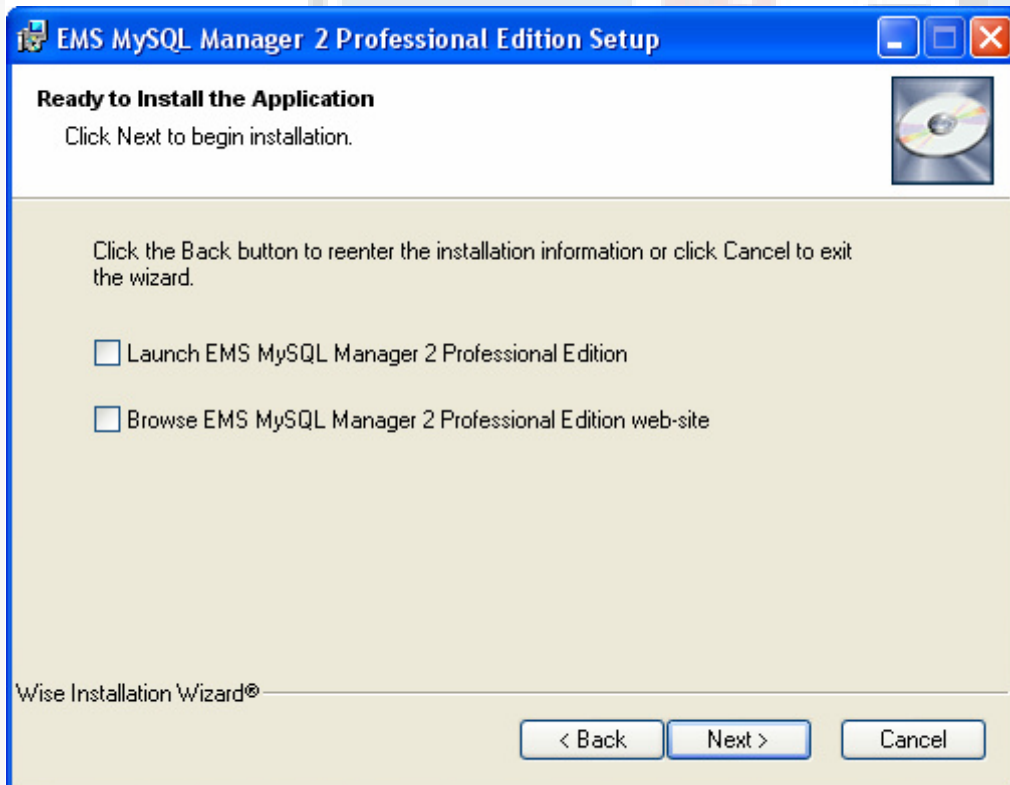 EMS MySQL Manager 2 Professional Edition Setup
Ready to Install the Application
Click Next to begin installation.
Click the Back button to reenter the installation information or click Cancel to exit
the wizard.
Launch EMS MySQL Manager 2 Professional Edition
Browse EMS MySQL Manager 2 Professional Edition web-site
Wise Installation Wizard®
< Back Next > Cancel